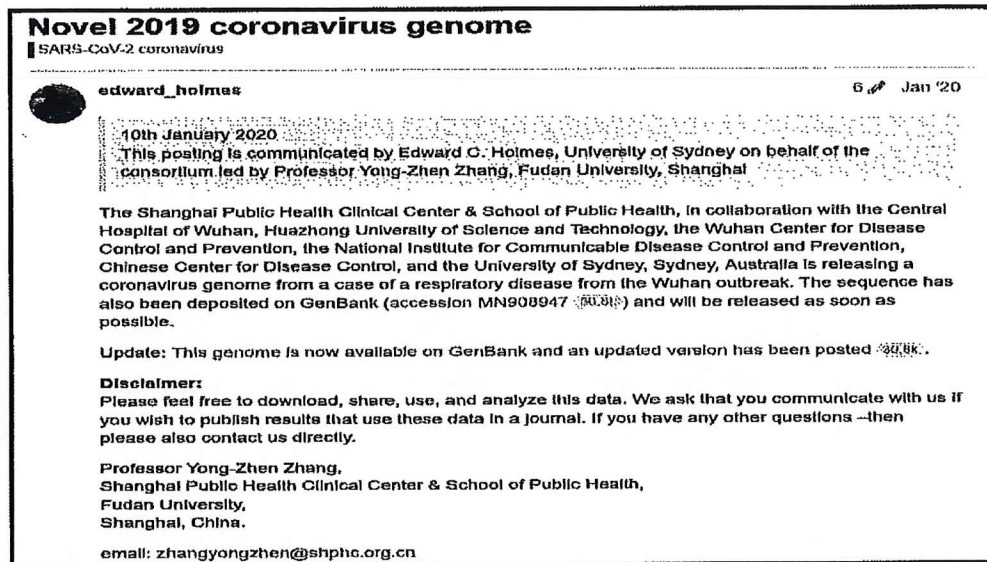 Novel 2019 coronavirus genome
SARS-CoV-2 coronavirus
edward_holmes
6 Jan '20
10th January 2020
This posting is communicated by Edward C. Holmes, University of Sydney on behalf of the
consortium led by Professor Yong-Zhen Zhang, Fudan University, Shanghai
The Shanghai Public Health Clinical Center & School of Public Health, in collaboration with the Central
Hospital of Wuhan, Huazhong University of Science and Technology, the Wuhan Center for Disease
Control and Prevention, the National Institute for Communicable Disease Control and Prevention,
Chinese Center for Disease Control, and the University of Sydney, Sydney, Australia is releasing a
coronavirus genome from a case of a respiratory disease from the Wuhan outbreak. The sequence has
also been deposited on GenBank (accession MN908947 ) and will be released as soon as
possible.
Update: This genome is now available on GenBank and an updated version has been posted .
Disclaimer:
Please feel free to download, share, use, and analyze this data. We ask that you communicate with us if
you wish to publish results that use these data in a journal. If you have any other questions –then
please also contact us directly.
Professor Yong-Zhen Zhang,
Shanghai Public Health Clinical Center & School of Public Health,
Fudan University,
Shanghai, China.
email: zhangyongzhen@shphc.org.cn